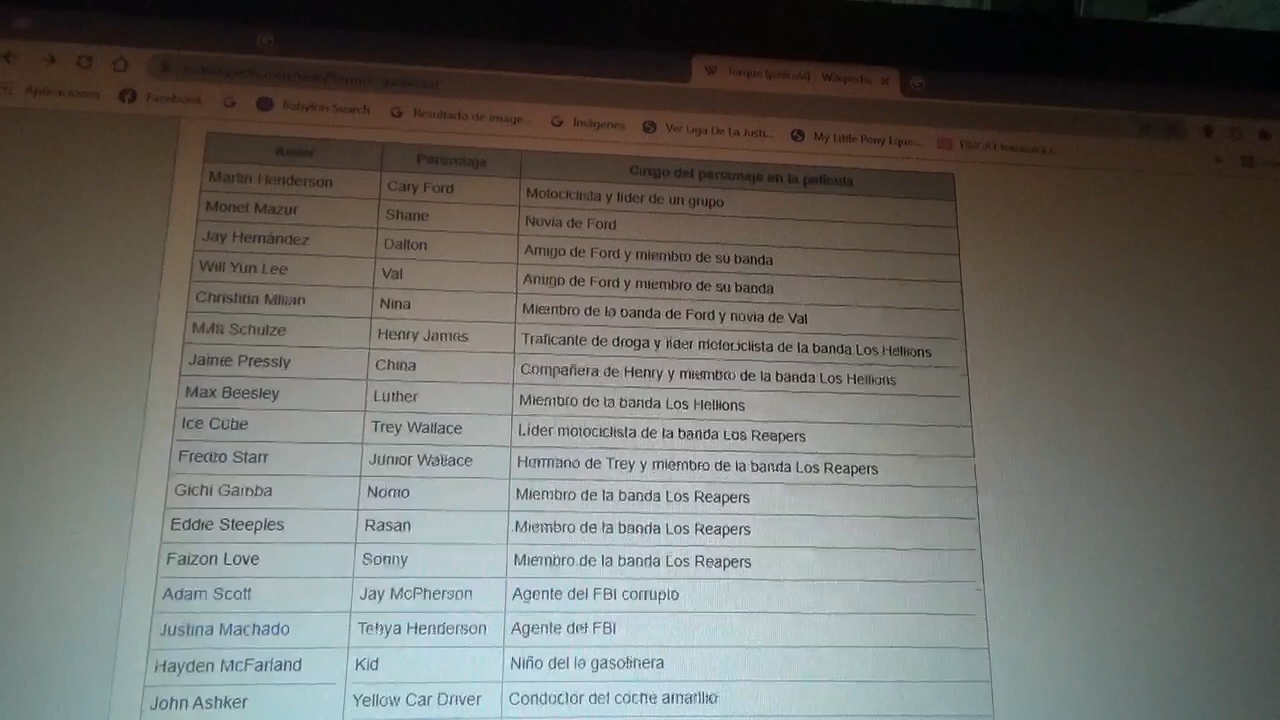 Torque (película) - Wikipedia
Aplicaciones Facebook Babylon Search Resultado de image... Imágenes Ver Liga De La Justi... My Little Pony Eque...
Actor Personaje Cargo del personaje en la película
Martin Henderson Cary Ford Motociclista y líder de un grupo
Monet Mazur Shane Novia de Ford
Jay Hernández Dalton Amigo de Ford y miembro de su banda
Will Yun Lee Val Amigo de Ford y miembro de su banda
Christina Milian Nina Miembro de la banda de Ford y novia de Val
Matt Schulze Henry James Traficante de droga y líder motociclista de la banda Los Hellions
Jaime Pressly China Compañera de Henry y miembro de la banda Los Hellions
Max Beesley Luther Miembro de la banda Los Hellions
Ice Cube Trey Wallace Líder motociclista de la banda Los Reapers
Fredro Starr Junior Wallace Hermano de Trey y miembro de la banda Los Reapers
Gichi Gamba Nomo Miembro de la banda Los Reapers
Eddie Steeples Rasan Miembro de la banda Los Reapers
Faizon Love Sonny Miembro de la banda Los Reapers
Adam Scott Jay McPherson Agente del FBI corrupto
Justina Machado Tehya Henderson Agente del FBI
Hayden McFarland Kid Niño del la gasolinera
John Ashker Yellow Car Driver Conductor del coche amarillo